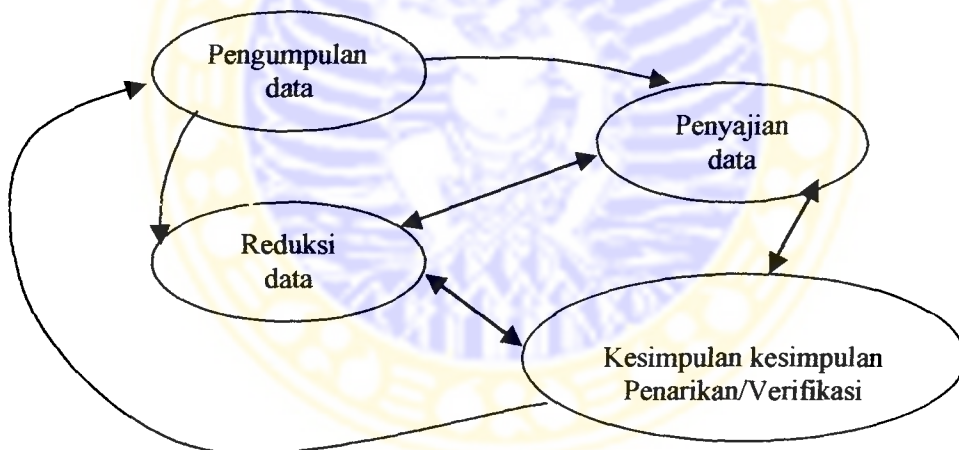 Pengumpulan
data
Penyajian
data
Reduksi
data
Kesimpulan kesimpulan
Penarikan/Verifikasi